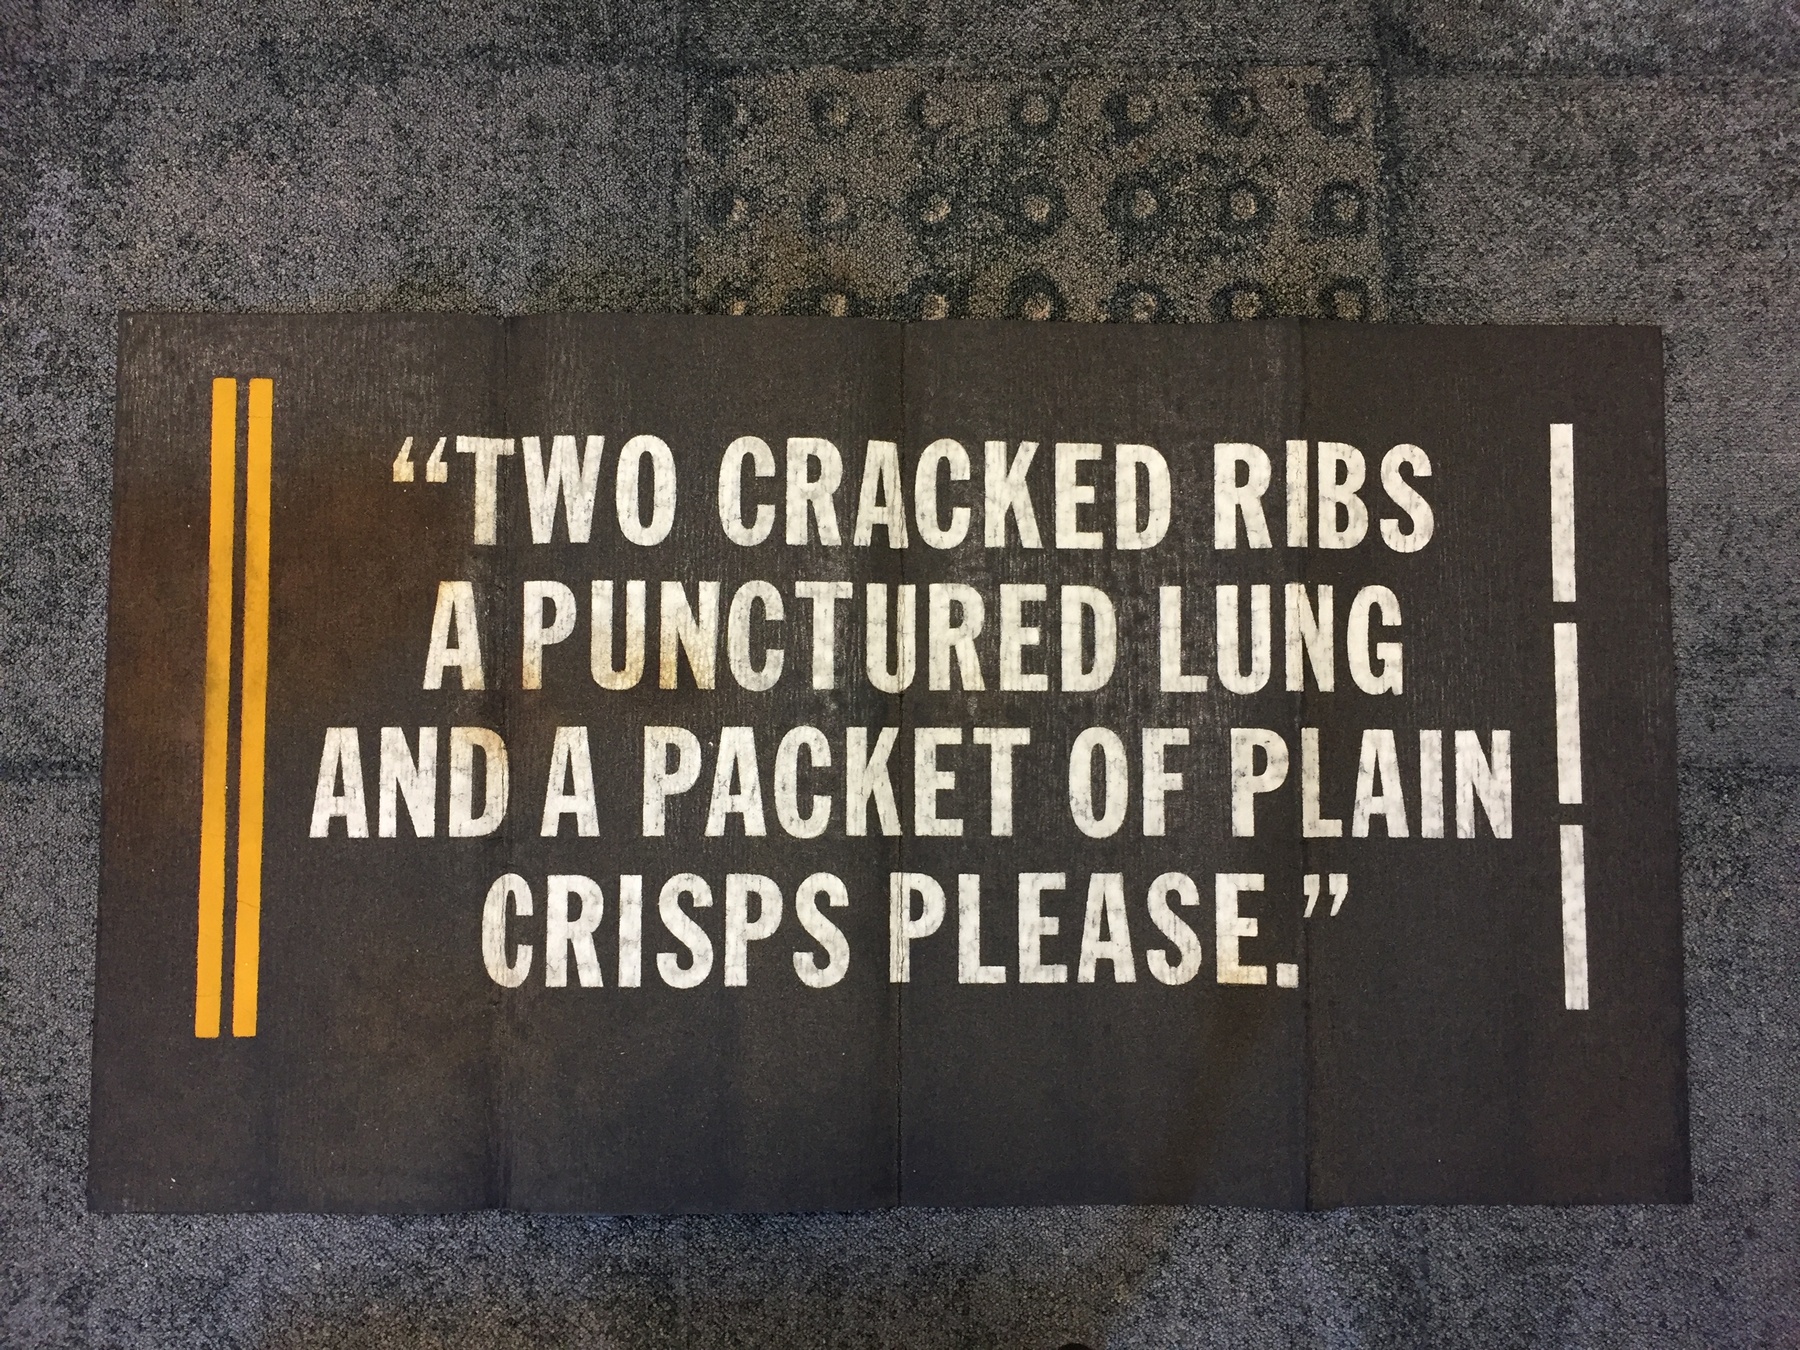 “TWO CRACKED RIBS
A PUNCTURED LUNG
AND A PACKET OF PLAIN
CRISPS PLEASE.”